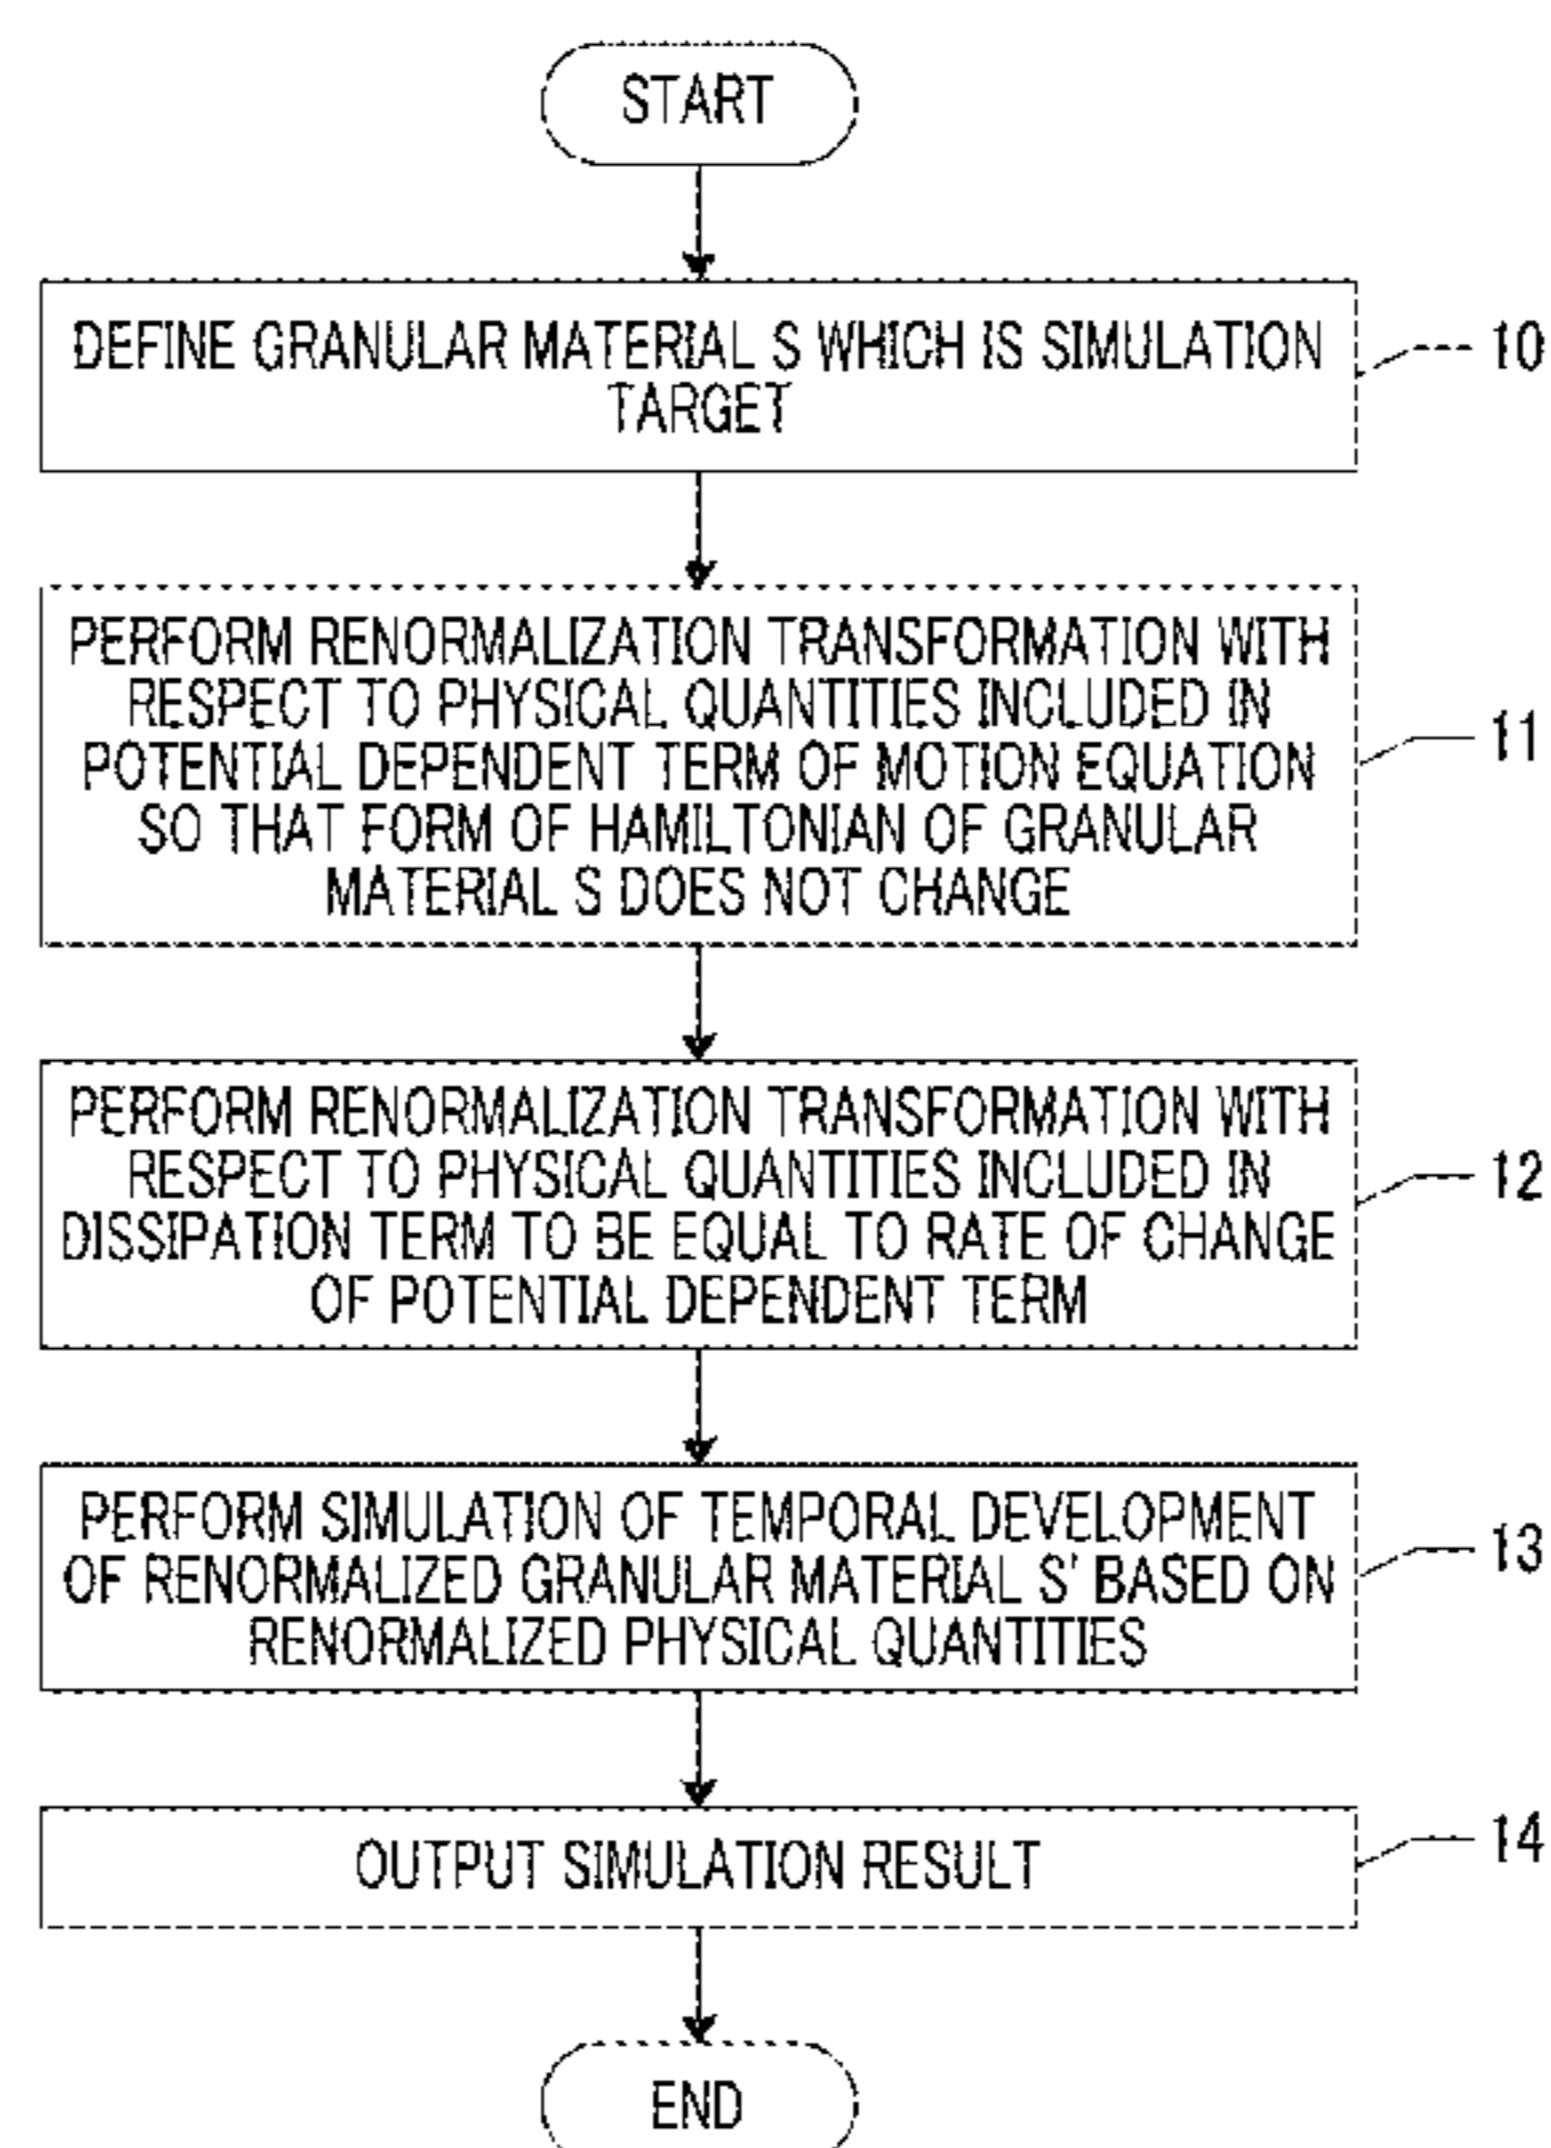 START
DEFINE GRANULAR MATERIAL S WHICH IS SIMULATION
TARGET
10
PERFORM RENORMALIZATION TRANSFORMATION WITH
RESPECT TO PHYSICAL QUANTITIES INCLUDED IN
POTENTIAL DEPENDENT TERM OF MOTION EQUATION
SO THAT FORM OF HAMILTONIAN OF GRANULAR
MATERIAL S DOES NOT CHANGE
11
PERFORM RENORMALIZATION TRANSFORMATION WITH
RESPECT TO PHYSICAL QUANTITIES INCLUDED IN
DISSIPATION TERM TO BE EQUAL TO RATE OF CHANGE
OF POTENTIAL DEPENDENT TERM
12
PERFORM SIMULATION OF TEMPORAL DEVELOPMENT
OF RENORMALIZED GRANULAR MATERIAL S' BASED ON
RENORMALIZED PHYSICAL QUANTITIES
13
OUTPUT SIMULATION RESULT
14
END